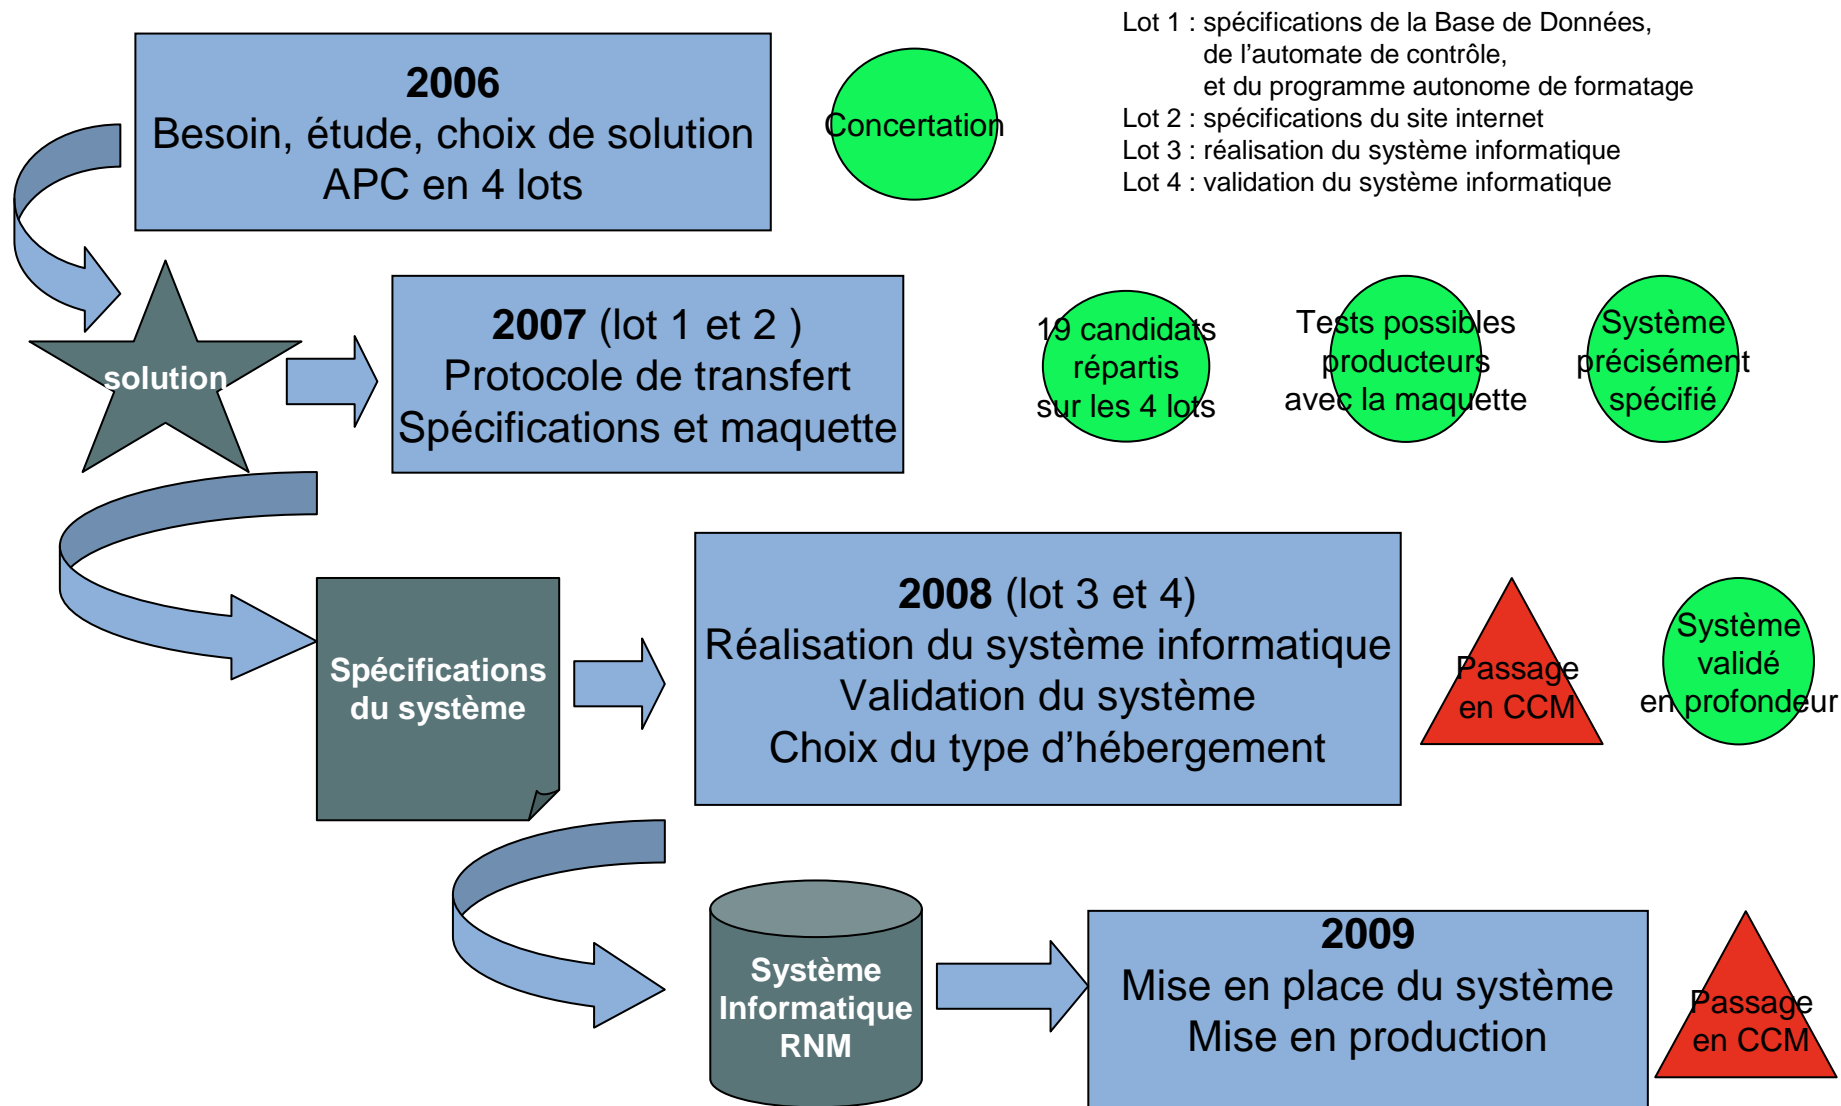 Lot 1 : spécifications de la Base de Données,
de l'automate de contrôle,
et du programme autonome de formatage
Lot 2 : spécifications du site internet
Lot 3 : réalisation du système informatique
Lot 4 : validation du système informatique
2006
Besoin, étude, choix de solution
APC en 4 lots
Concertation
solution
2007 (lot 1 et 2 )
Protocole de transfert
Spécifications et maquette
19 candidats
répartis
sur les 4 lots
Tests possibles
producteurs
avec la maquette
Système
précisément
spécifié
Spécifications
du système
2008 (lot 3 et 4)
Réalisation du système informatique
Validation du système
Choix du type d'hébergement
Passage
en CCM
Système
validé
en profondeur
Système
Informatique
RNM
2009
Mise en place du système
Mise en production
Passage
en CCM